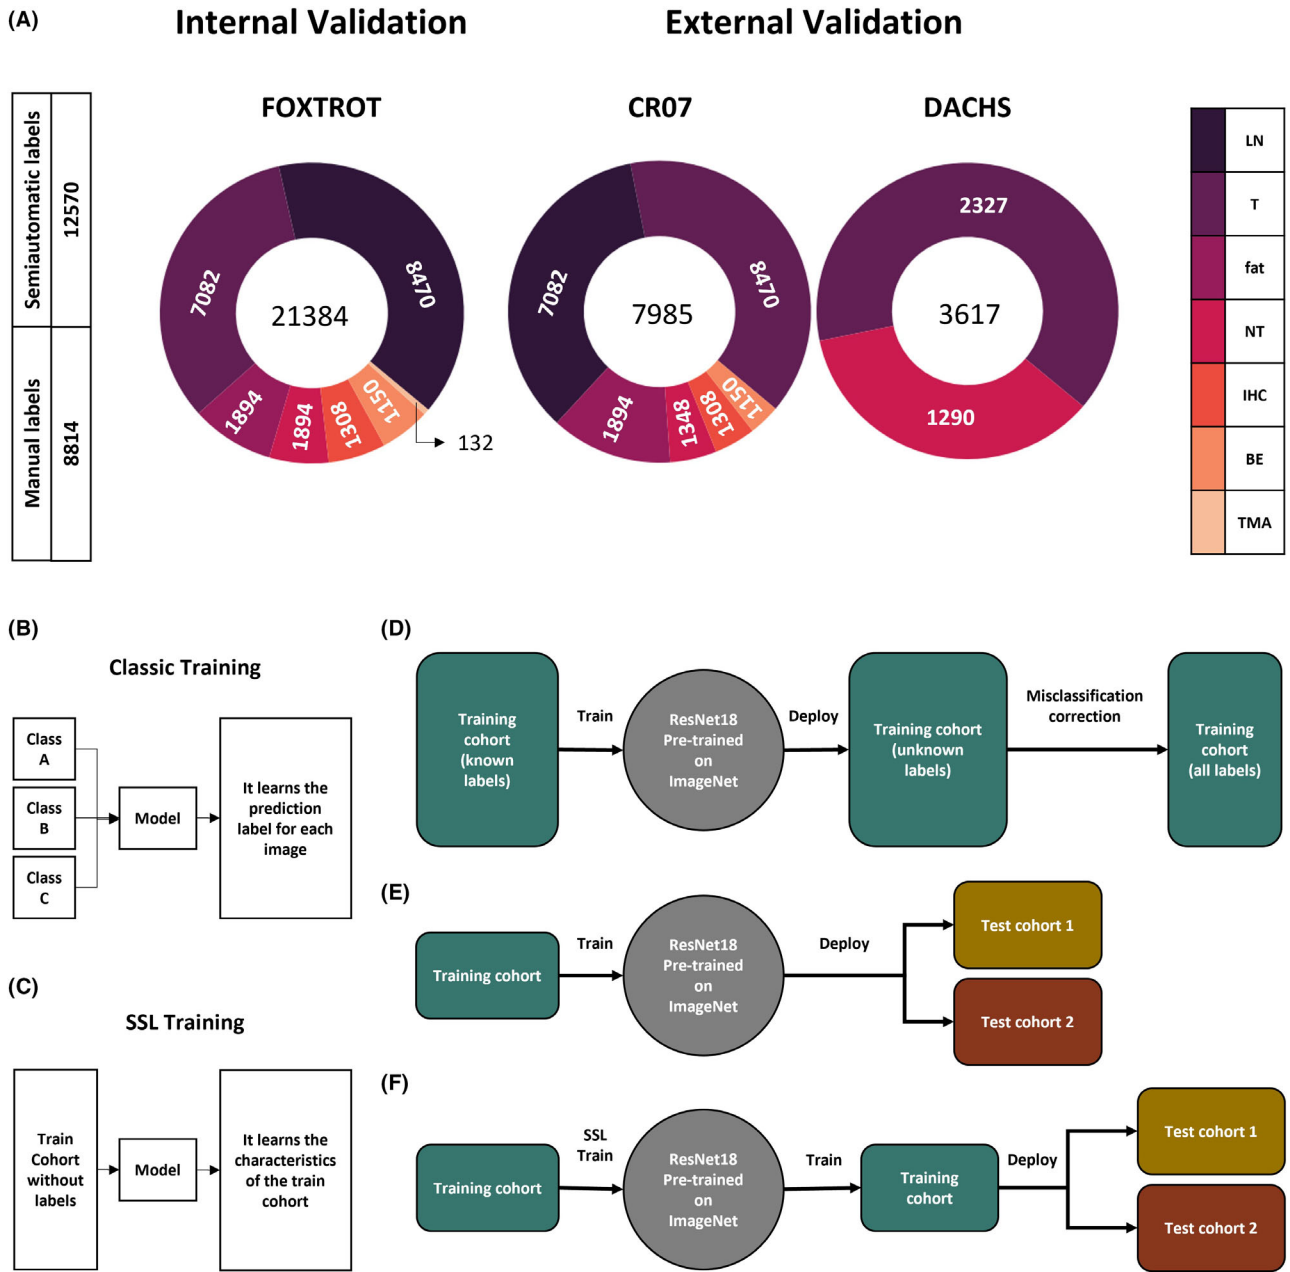 (A)
Internal Validation
External Validation
Semiautomatic labels
12570
Manual labels
8814
FOXTROT
7082
8470
21384
1894
1894
1308
1150
132
CR07
7082
8470
7985
1894
1348
1308
1150
DACHS
2327
3617
1290
LN
T
fat
NT
IHC
BE
TMA
(B)
Classic Training
Class
A
Class
B
Class
C
Model
It learns the
prediction
label for each
image
(C)
SSL Training
Train
Cohort
without
labels
Model
It learns the
characteristics
of the train
cohort
(D)
Training
cohort
(known
labels)
Train
ResNet18
Pre-trained
on
ImageNet
Deploy
Training cohort
(unknown
labels)
Misclassification
correction
Training
cohort
(all labels)
(E)
Training cohort
Train
ResNet18
Pre-trained
on
ImageNet
Deploy
Test cohort 1
Test cohort 2
(F)
Training cohort
SSL
Train
ResNet18
Pre-trained
on
ImageNet
Train
Training
cohort
Deploy
Test cohort 1
Test cohort 2